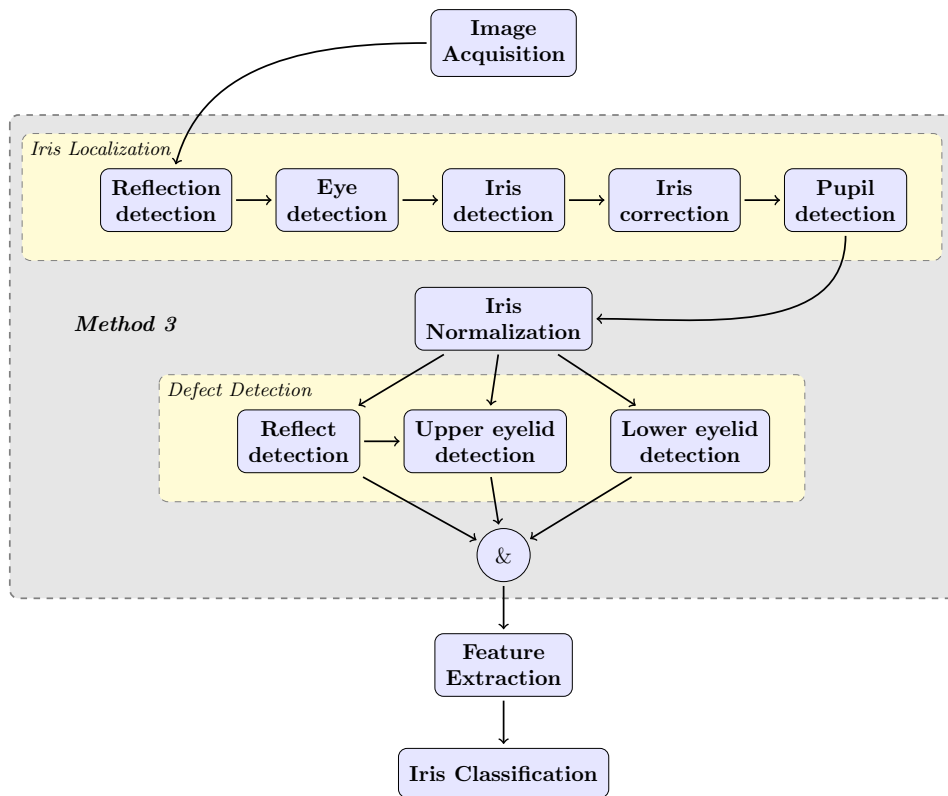 Image
Acquisition
Iris Localization
Reflection
detection
Eye
detection
Iris
detection
Iris
correction
Pupil
detection
Method 3
Iris
Normalization
Defect Detection
Reflect
detection
Upper eyelid
detection
Lower eyelid
detection
&
Feature
Extraction
Iris Classification